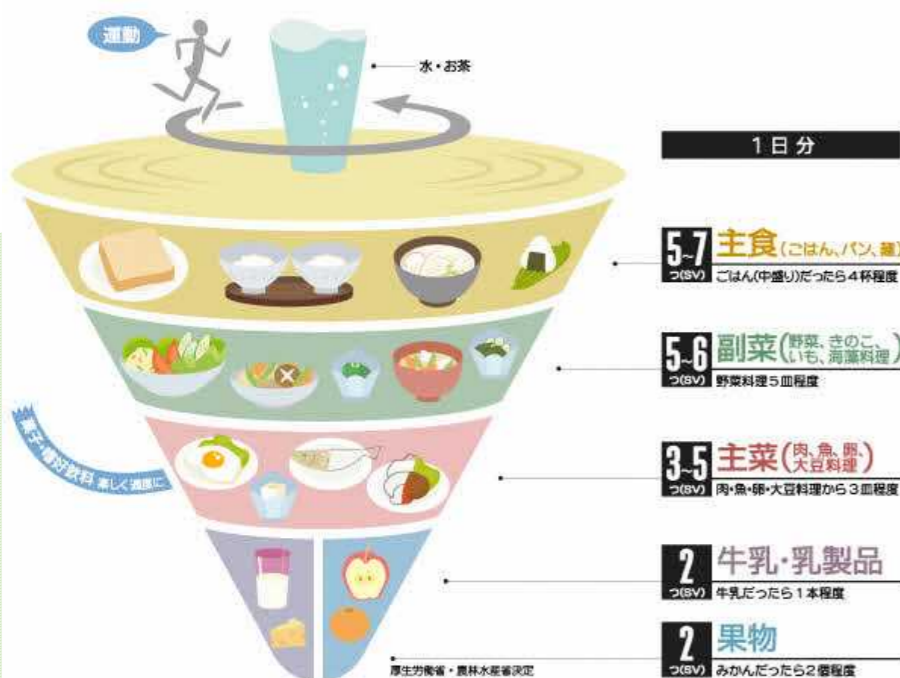 運動
水・お茶
1日分
5~7
つ(SV)
主食(ごはん、パン、麺)
ごはん(中盛り)だったら4杯程度
5~6
つ(SV)
副菜(野菜、きのこ、
いも、海藻料理)
野菜料理5皿程度
菓子・嗜好飲料 楽しく適度に
3~5
つ(SV)
主菜(肉、魚、卵、
大豆料理)
肉・魚・卵・大豆料理から3皿程度
2
つ(SV)
牛乳・乳製品
牛乳だったら1本程度
2
つ(SV)
果物
みかんだったら2個程度
厚生労働省・農林水産省決定